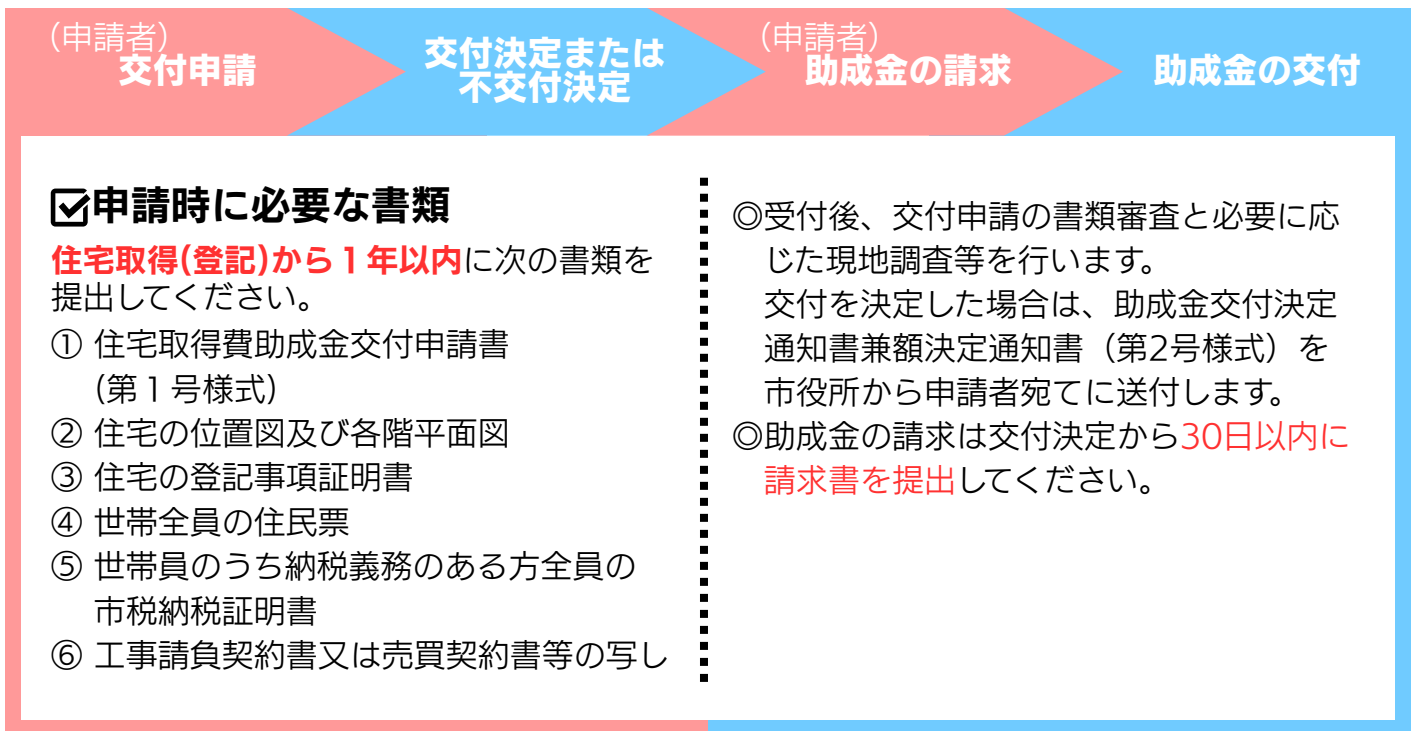 (申請者)
交付申請
交付決定または
不交付決定
(申請者)
助成金の請求
助成金の交付
申請時に必要な書類
住宅取得(登記)から１年以内に次の書類を
提出してください。
① 住宅取得費助成金交付申請書
(第１号様式)
② 住宅の位置図及び各階平面図
③ 住宅の登記事項証明書
④ 世帯全員の住民票
⑤ 世帯員のうち納税義務のある方全員の
市税納税証明書
⑥ 工事請負契約書又は売買契約書等の写し
◎受付後、交付申請の書類審査と必要に応
じた現地調査等を行います。
交付を決定した場合は、助成金交付決定
通知書兼額決定通知書（第2号様式）を
市役所から申請者宛てに送付します。
◎助成金の請求は交付決定から30日以内に
請求書を提出してください。